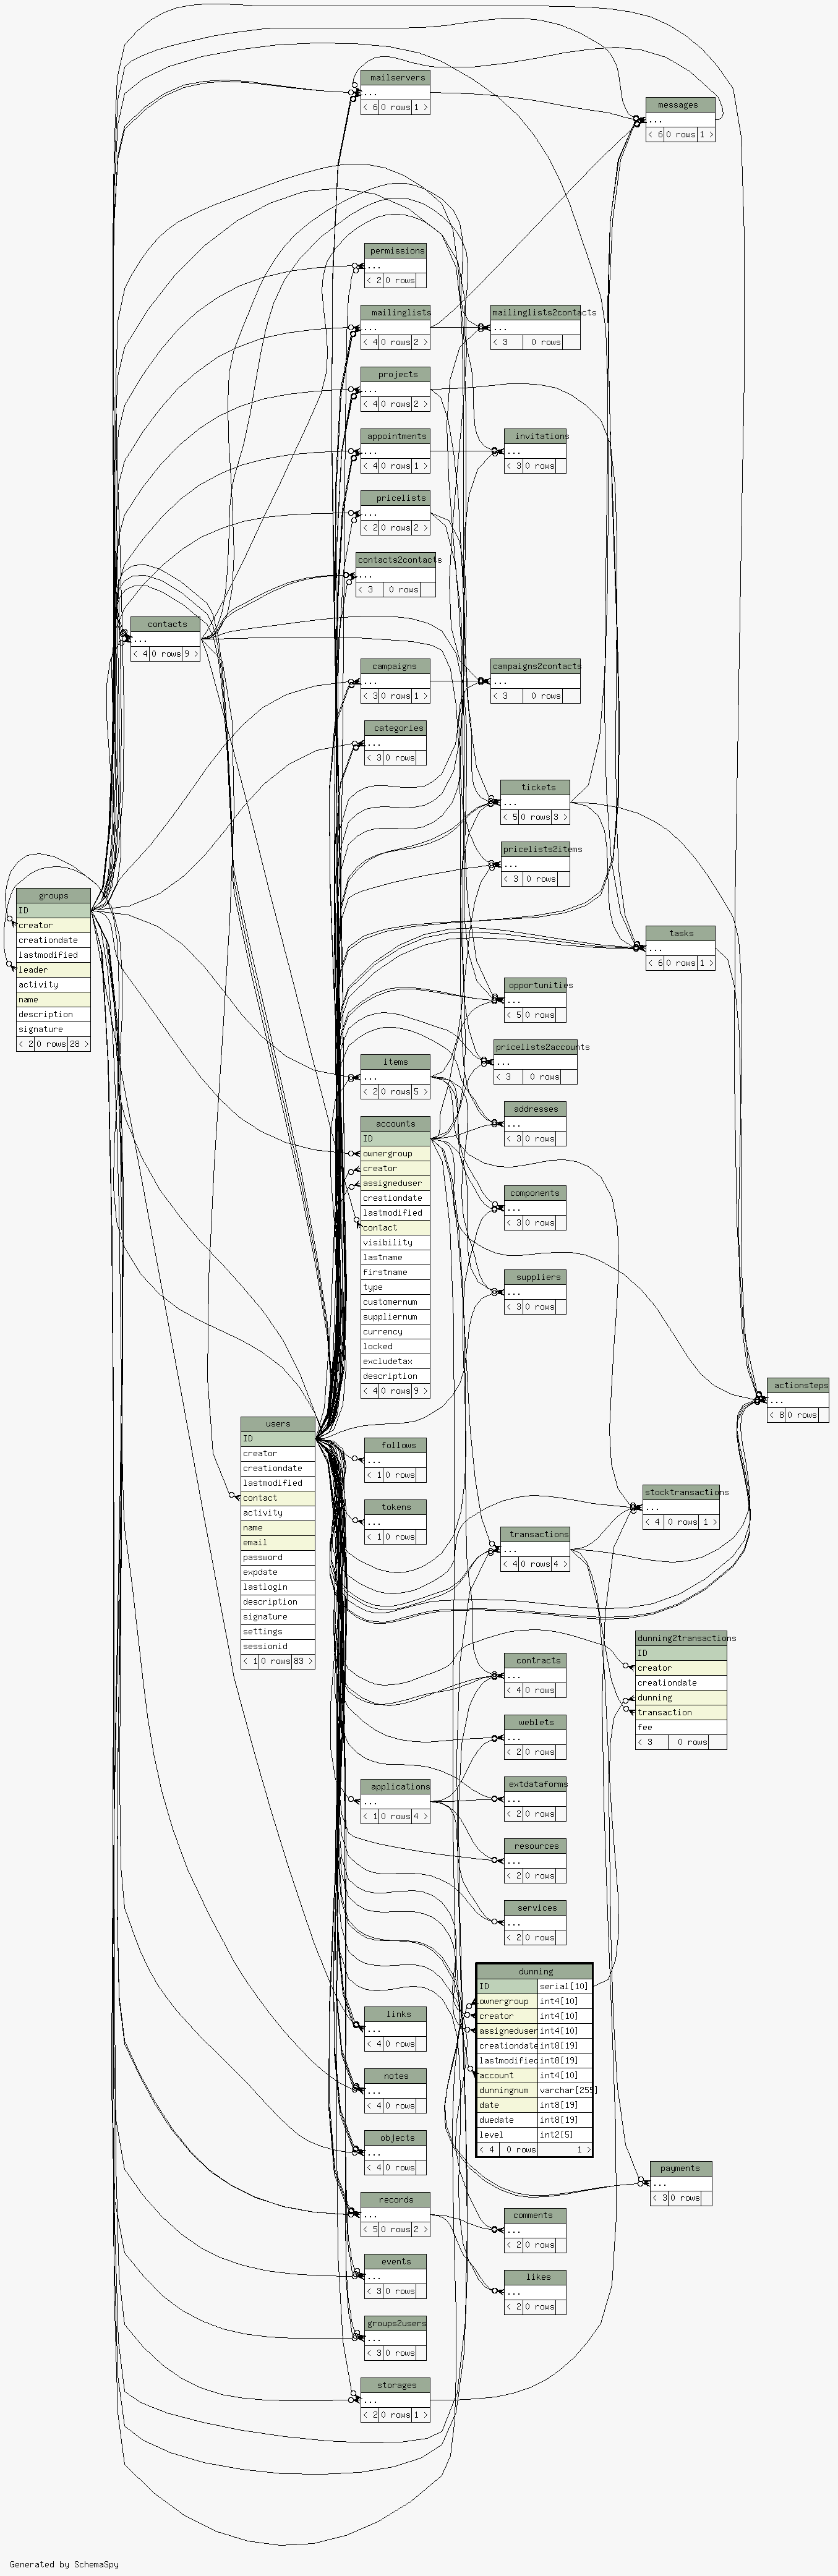 mailservers
...
< 6 0 rows 1 >
messages
...
< 6 0 rows 1 >
permissions
...
< 2 0 rows
mailinglists
...
< 4 0 rows 2 >
mailinglists2contacts
...
< 3 0 rows
projects
...
< 4 0 rows 2 >
appointments
...
< 4 0 rows 1 >
invitations
...
< 3 0 rows
pricelists
...
< 2 0 rows 2 >
contacts2contacts
...
< 3 0 rows
contacts
...
< 4 0 rows 9 >
campaigns
...
< 3 0 rows 1 >
campaigns2contacts
...
< 3 0 rows
categories
...
< 3 0 rows
tickets
...
< 5 0 rows 3 >
pricelists2items
...
< 3 0 rows
groups
ID
creator
creationdate
lastmodified
leader
activity
name
description
signature
< 2 0 rows 28 >
tasks
...
< 6 0 rows 1 >
opportunities
...
< 5 0 rows
pricelists2accounts
...
< 3 0 rows
items
...
< 2 0 rows 5 >
addresses
...
< 3 0 rows
accounts
ID
ownergroup
creator
assigneduser
creationdate
lastmodified
contact
visibility
lastname
firstname
type
customernum
suppliernum
currency
locked
excludetax
description
< 4 0 rows 9 >
components
...
< 3 0 rows
suppliers
...
< 3 0 rows
actionsteps
...
< 8 0 rows
users
ID
creator
creationdate
lastmodified
contact
activity
name
email
password
expdate
lastlogin
description
signature
settings
sessionid
< 1 0 rows 83 >
follows
...
< 1 0 rows
tokens
...
< 1 0 rows
stocktransactions
...
< 4 0 rows 1 >
transactions
...
< 4 0 rows 4 >
dunning2transactions
ID
creator
creationdate
dunning
transaction
fee
< 3 0 rows
contracts
...
< 4 0 rows
weblets
...
< 2 0 rows
applications
...
< 1 0 rows 4 >
extdataforms
...
< 2 0 rows
resources
...
< 2 0 rows
services
...
< 2 0 rows
dunning
ID serial[10]
ownergroup int4[10]
creator int4[10]
assigneduser int4[10]
creationdate int8[19]
lastmodified int8[19]
account int4[10]
dunningnum varchar[255]
date int8[19]
duedate int8[19]
level int2[5]
< 4 0 rows 1 >
links
...
< 4 0 rows
notes
...
< 4 0 rows
objects
...
< 4 0 rows
payments
...
< 3 0 rows
records
...
< 5 0 rows 2 >
comments
...
< 2 0 rows
events
...
< 3 0 rows
likes
...
< 2 0 rows
groups2users
...
< 3 0 rows
storages
...
< 2 0 rows 1 >
Generated by SchemaSpy